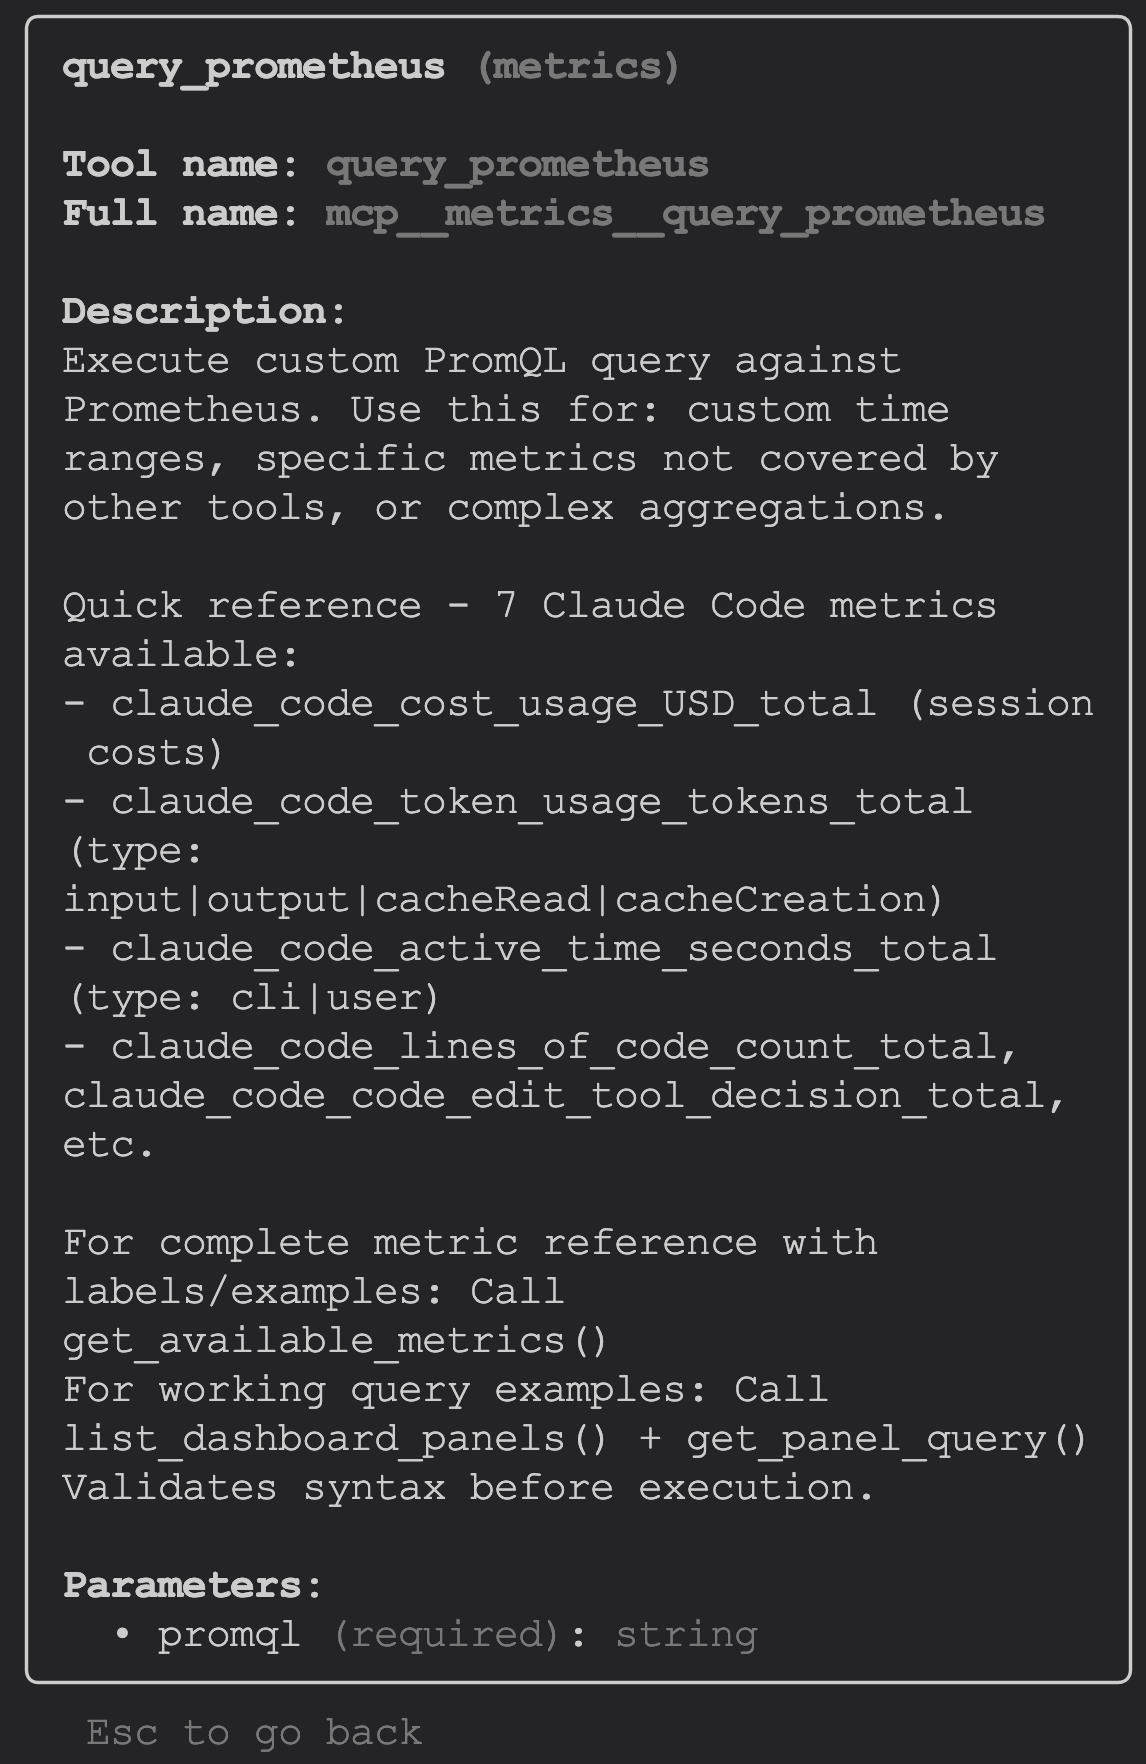 query_prometheus (metrics)
Tool name: query_prometheus
Full name: mcp__metrics__query_prometheus
Description:
Execute custom PromQL query against
Prometheus. Use this for: custom time
ranges, specific metrics not covered by
other tools, or complex aggregations.
Quick reference - 7 Claude Code metrics
available:
- claude_code_cost_usage_USD_total (session
costs)
- claude_code_token_usage_tokens_total
(type:
input|output|cacheRead|cacheCreation)
- claude_code_active_time_seconds_total
(type: cli|user)
- claude_code_lines_of_code_count_total,
claude_code_code_edit_tool_decision_total,
etc.
For complete metric reference with
labels/examples: Call
get_available_metrics()
For working query examples: Call
list_dashboard_panels() + get_panel_query()
Validates syntax before execution.
Parameters:
• promql (required): string
Esc to go back